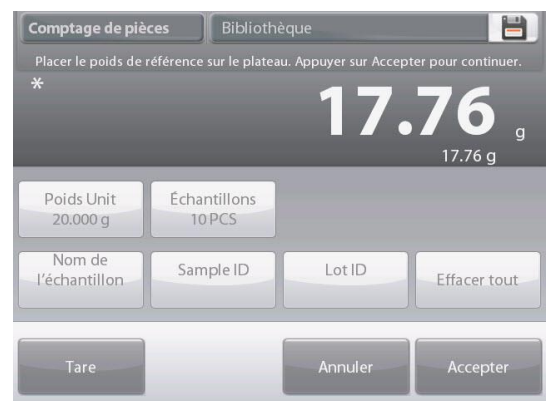 Comptage de pièces
Bibliothèque
Placer le poids de référence sur le plateau. Appuyer sur Accepter pour continuer.
*
17.76 g
17.76 g
Poids Unit
20.000 g
Échantillons
10 PCS
Nom de
l'échantillon
Sample ID
Lot ID
Effacer tout
Tare
Annuler
Accepter